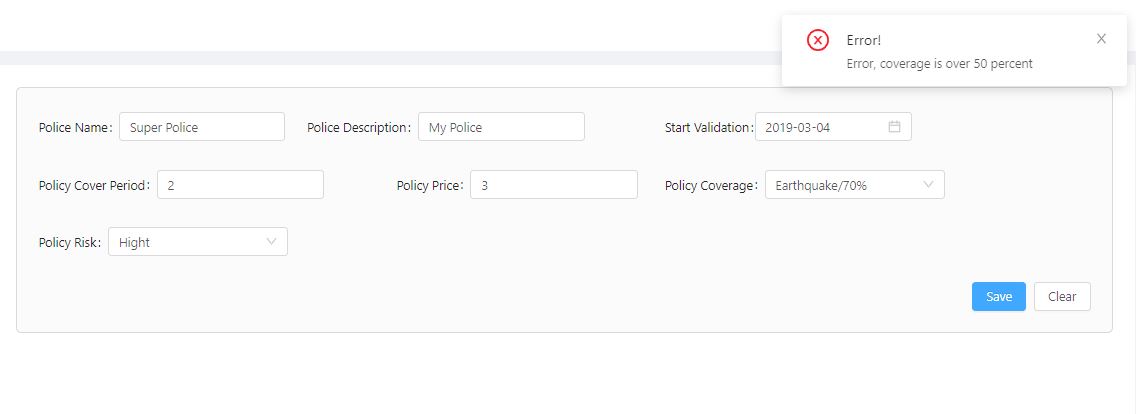 Error!
Error, coverage is over 50 percent
Police Name: Super Police Police Description: My Police Start Validation: 2019-03-04
Policy Cover Period: 2 Policy Price: 3 Policy Coverage: Earthquake/70%
Policy Risk: Hight
Save Clear